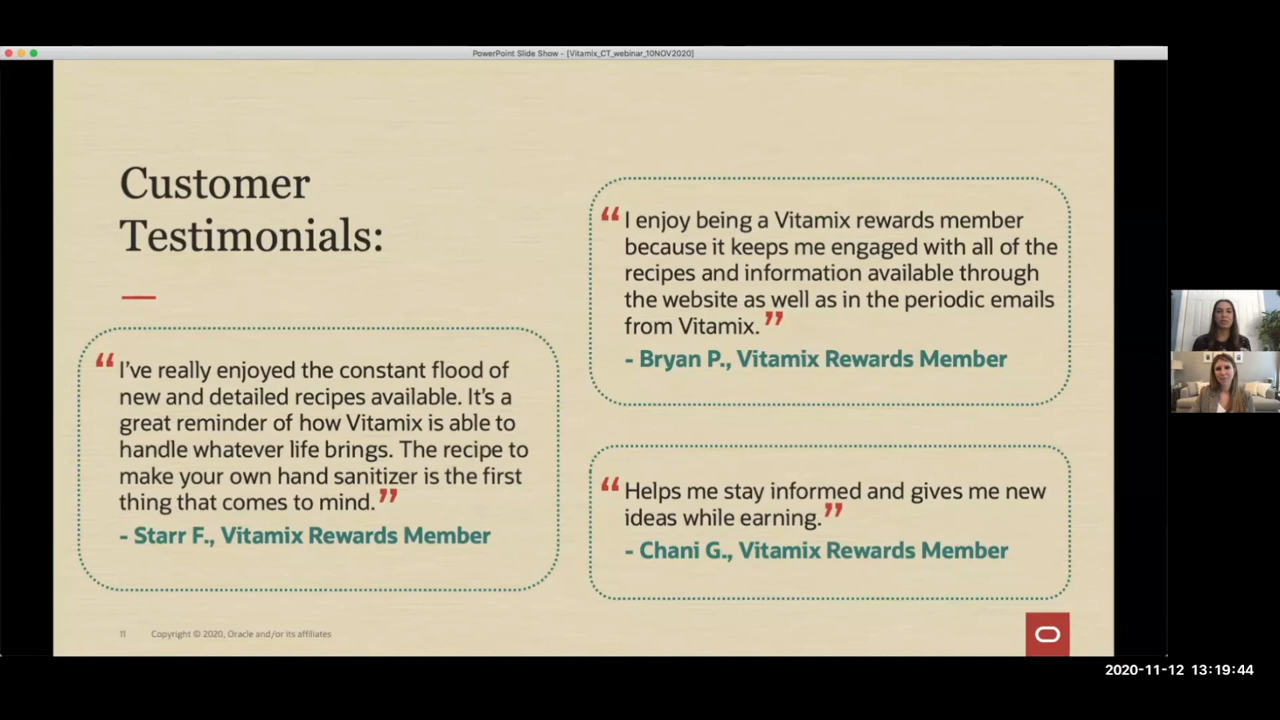 PowerPoint Slide Show - [Vitamix_CT_webinar_10NOV2020]
Customer
Testimonials:
“I’ve really enjoyed the constant flood of
new and detailed recipes available. It’s a
great reminder of how Vitamix is able to
handle whatever life brings. The recipe to
make your own hand sanitizer is the first
thing that comes to mind.”
- Starr F., Vitamix Rewards Member
“I enjoy being a Vitamix rewards member
because it keeps me engaged with all of the
recipes and information available through
the website as well as in the periodic emails
from Vitamix.”
- Bryan P., Vitamix Rewards Member
“Helps me stay informed and gives me new
ideas while earning.”
- Chani G., Vitamix Rewards Member
11 Copyright © 2020, Oracle and/or its affiliates
2020-11-12 13:19:44